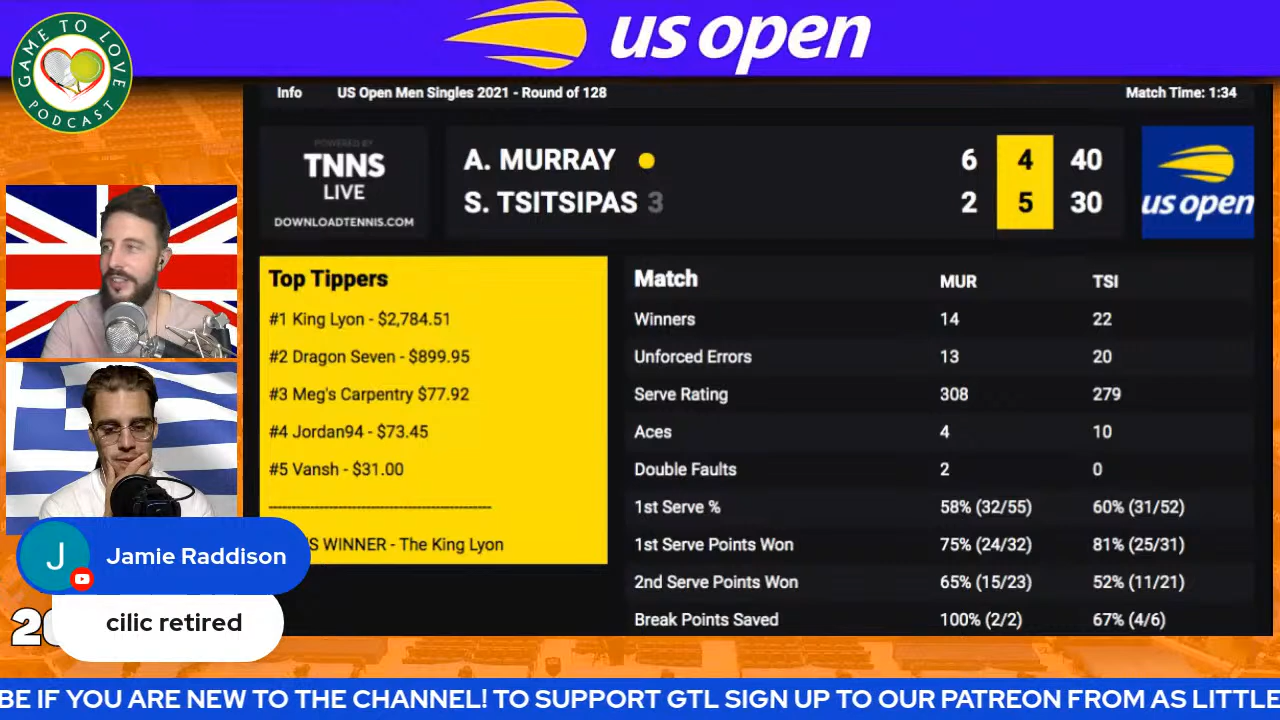 GAME TO LOVE
PODCAST
us open
Info US Open Men Singles 2021 - Round of 128 Match Time: 1:34
POWERED BY
TNNS
LIVE
DOWNLOADTENNIS.COM
A. MURRAY 6 4 40
S. TSITSIPAS 3 2 5 30
us open
Top Tippers
#1 King Lyon - $2,784.51
#2 Dragon Seven - $899.95
#3 Meg's Carpentry $77.92
#4 Jordan94 - $73.45
#5 Vansh - $31.00
S WINNER - The King Lyon
Match MUR TSI
Winners 14 22
Unforced Errors 13 20
Serve Rating 308 279
Aces 4 10
Double Faults 2 0
1st Serve % 58% (32/55) 60% (31/52)
1st Serve Points Won 75% (24/32) 81% (25/31)
2nd Serve Points Won 65% (15/23) 52% (11/21)
Break Points Saved 100% (2/2) 67% (4/6)
J Jamie Raddison
cilic retired
BE IF YOU ARE NEW TO THE CHANNEL! TO SUPPORT GTL SIGN UP TO OUR PATREON FROM AS LITTLE